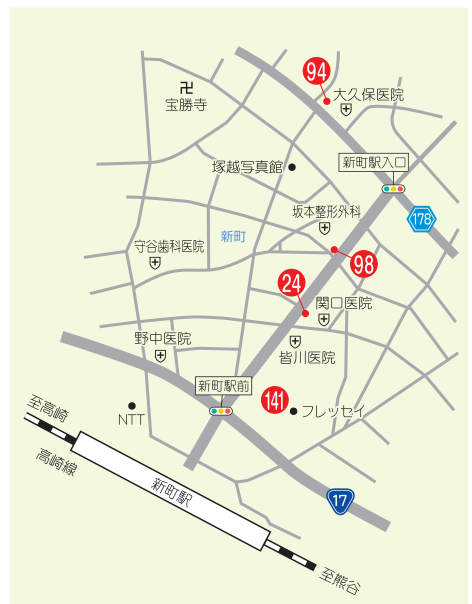 94
卍
宝勝寺
大久保医院
塚越写真館
新町駅入口
坂本整形外科
178
新町
守谷歯科医院
98
24
関口医院
野中医院
皆川医院
新町駅前
141
フレッセイ
至高崎
NTT
高崎線
新町駅
17
至熊谷